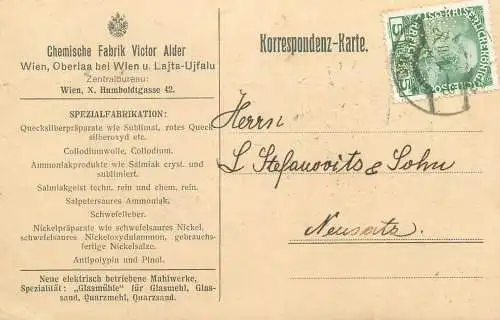 Chemische Fabrik Victor Alder
Wien, Oberlaa bei Wien u. Lajta-Ujfalu
Zentralbureau:
Wien, X. Humboldtgasse 42.
SPEZIALFABRIKATION:
Quecksilberpräparate wie Sublimat, rotes Queck
silberoxyd etc.
Collodiumwolle, Collodium.
Ammoniakprodukte wie Salmiak cryst. und
sublimiert.
Salmiakgeist techn. rein und chem. rein.
Salpetersaures Ammoniak.
Schwefelleber.
Nickelpräparate wie schwefelsaures Nickel,
schwefelsaures Nickeloxydulammon, gebrauchs-
fertige Nickelsalze.
Antipolypin und Pinol.
Neue elektrisch betriebene Mahlwerke,
Spezialität: „Glasmühle" für Glasmehl, Glas-
sand, Quarzmehl, Quarzsand.
Korrespondenz-Karte.
5 5
Herrn
L Stefanovits & Sohn
Neusatz